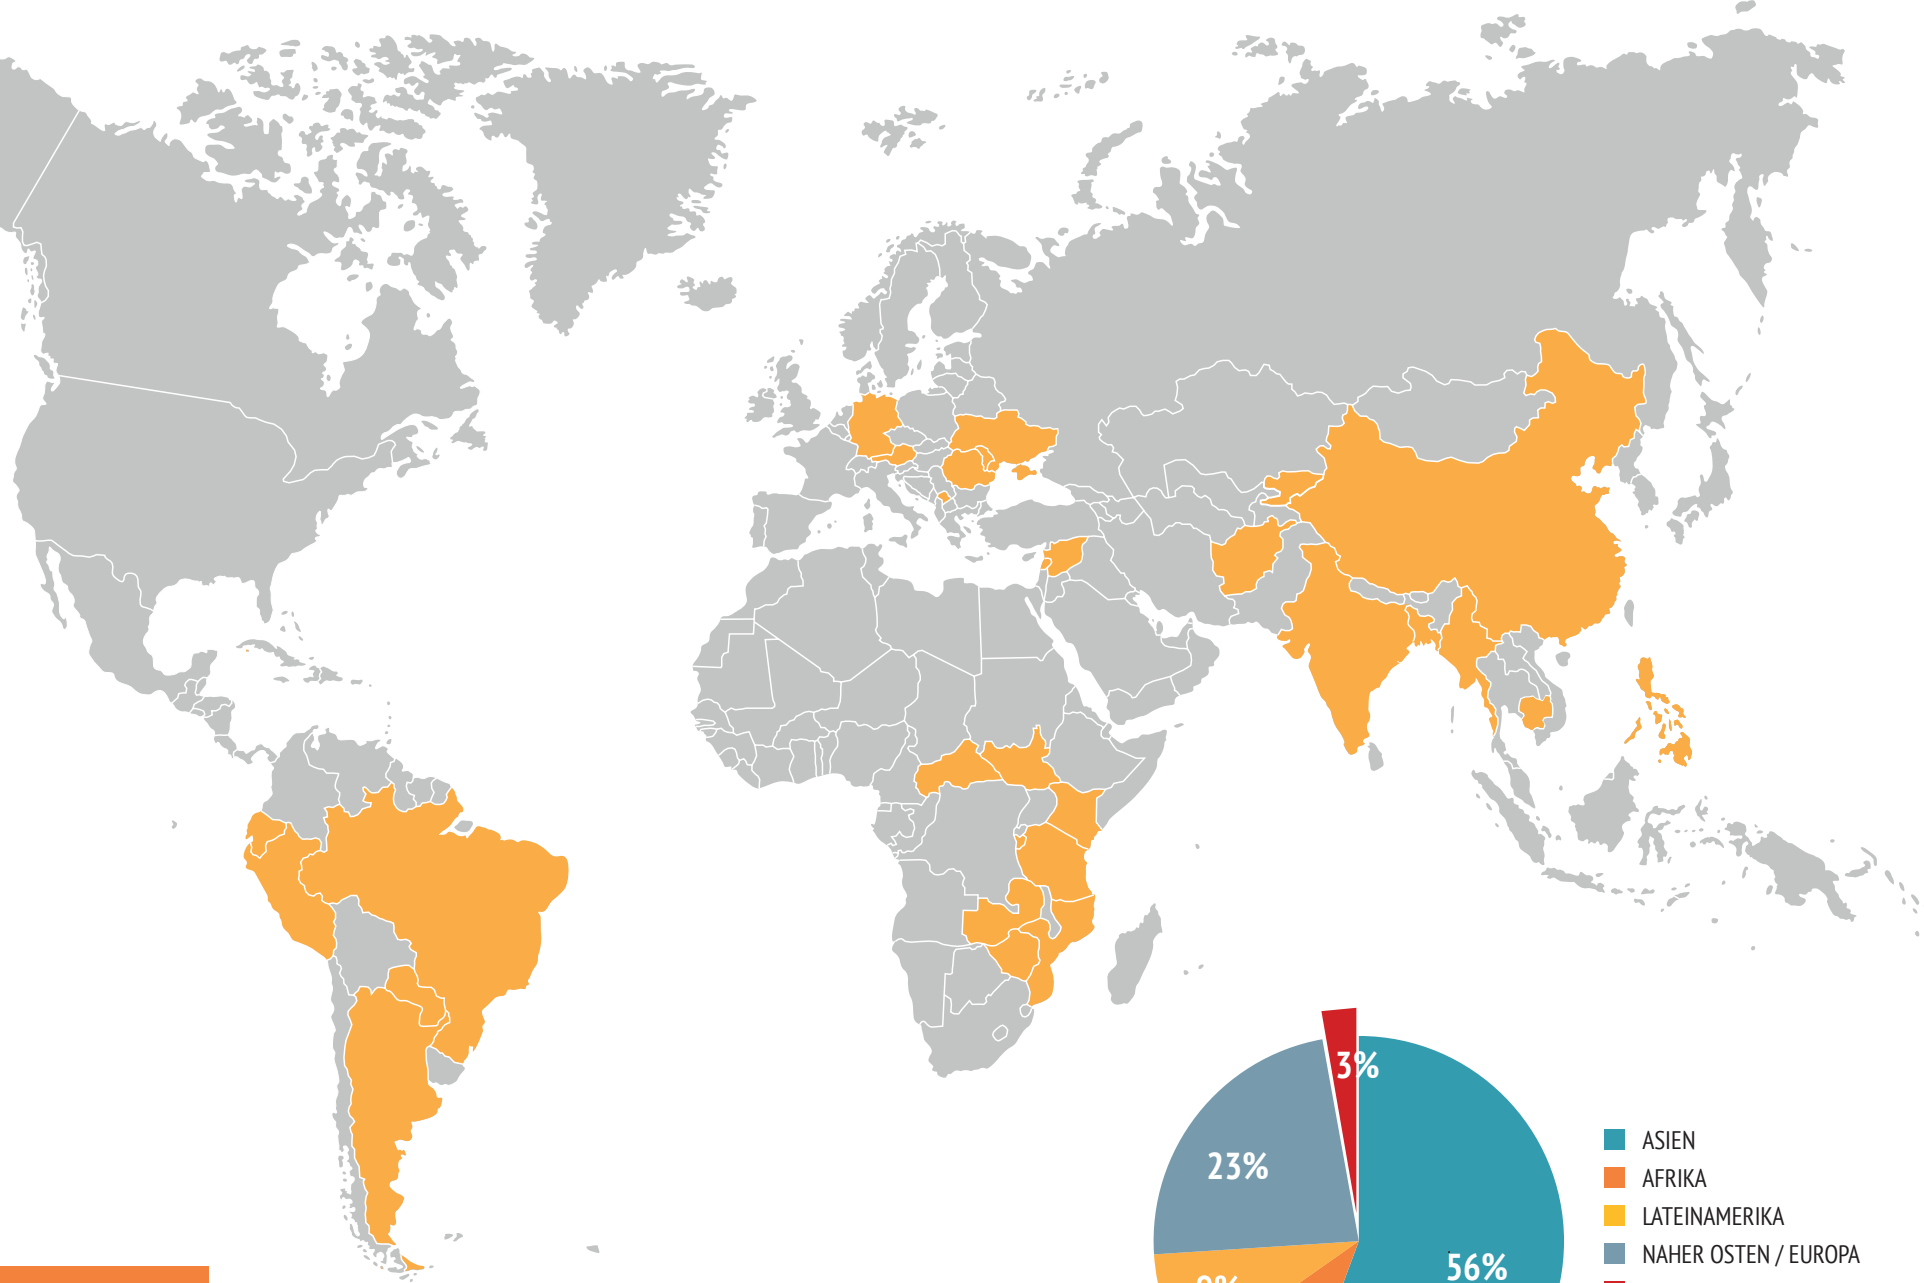 3%
23%
56%
ASIEN
AFRIKA
LATEINAMERIKA
NAHER OSTEN / EUROPA